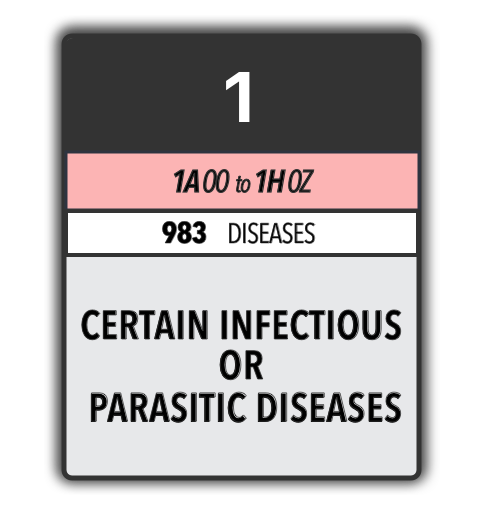 1
1A00 to 1H0Z
983 DISEASES
CERTAIN INFECTIOUS
OR
PARASITIC DISEASES